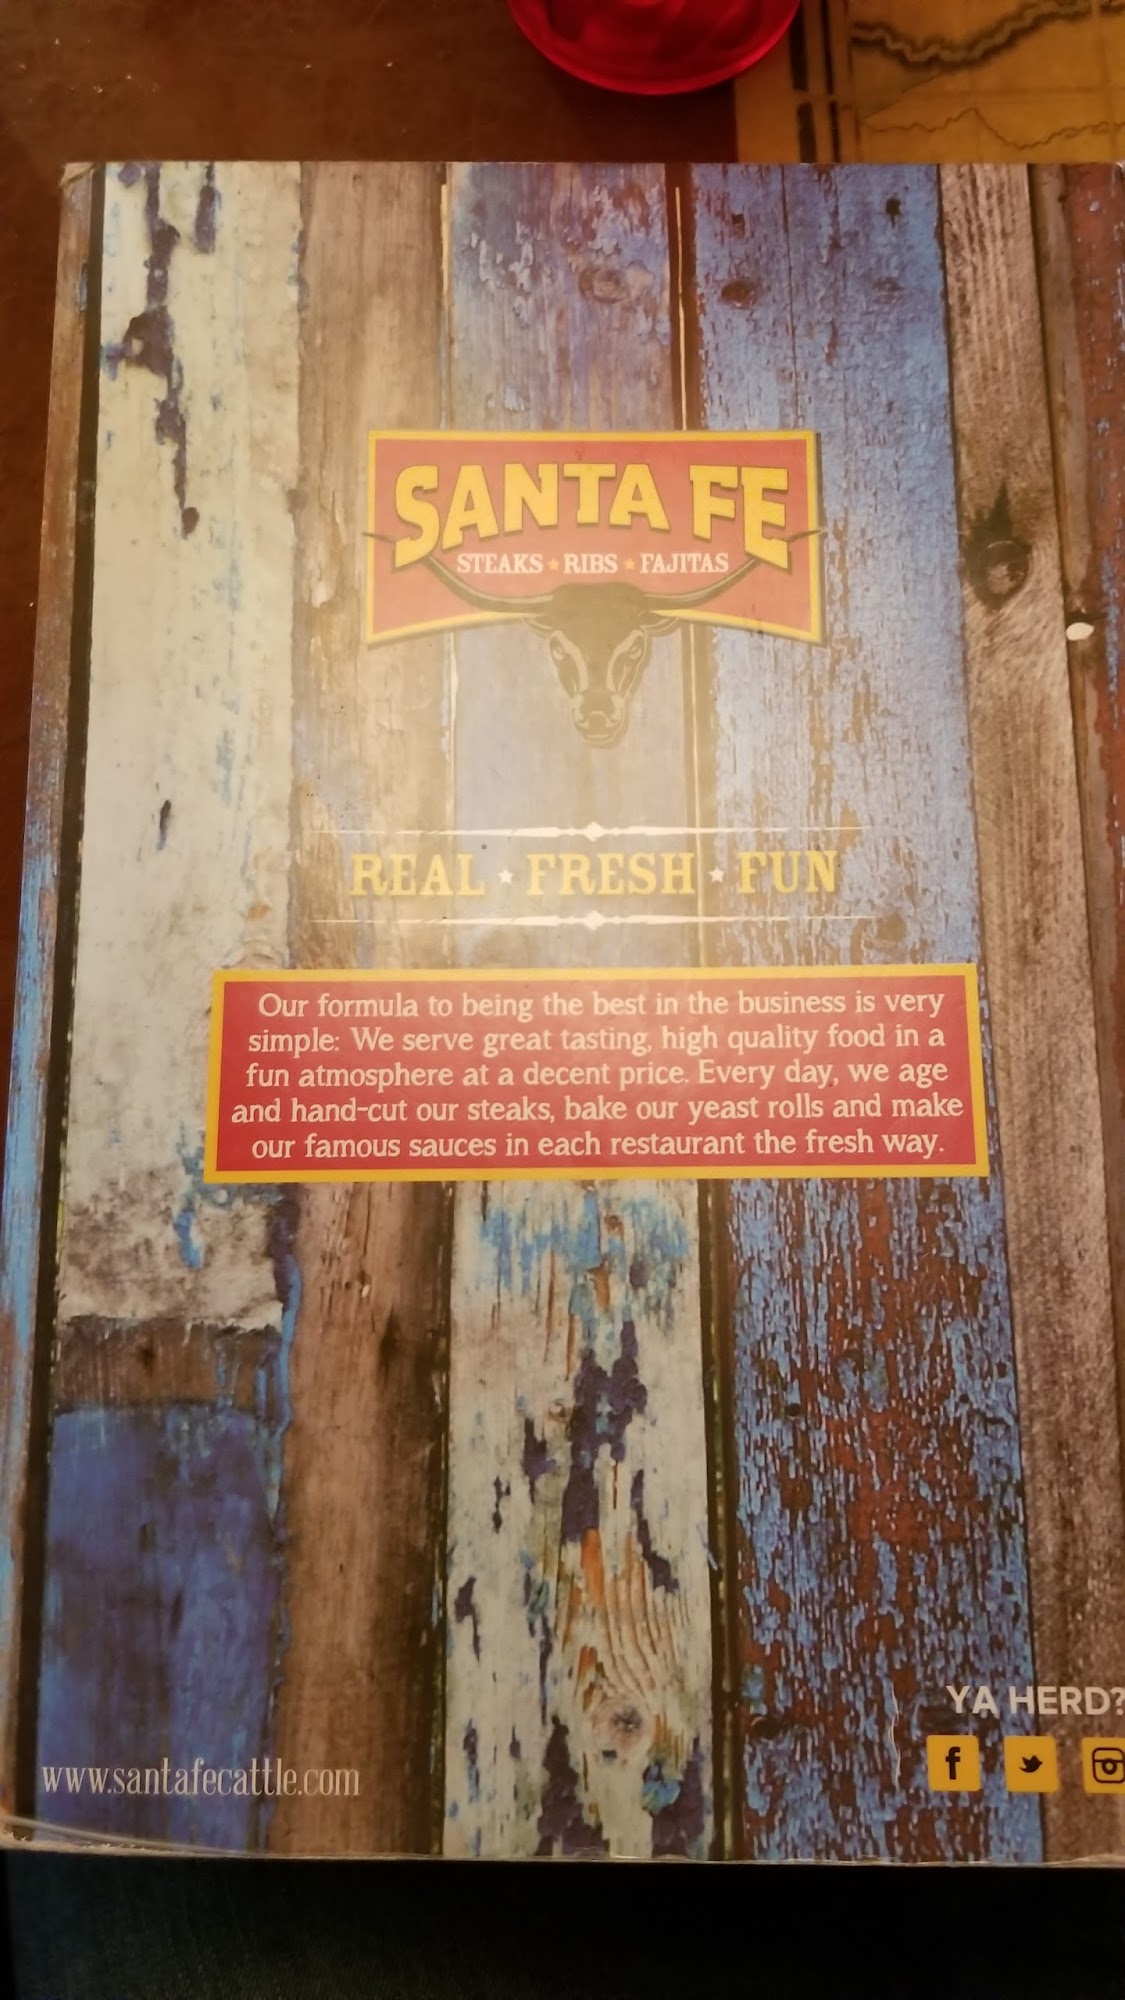 SANTA FE
STEAKS ★ RIBS ★ FAJITAS
REAL ★ FRESH ★ FUN
Our formula to being the best in the business is very
simple: We serve great tasting, high quality food in a
fun atmosphere at a decent price. Every day, we age
and hand-cut our steaks, bake our yeast rolls and make
our famous sauces in each restaurant the fresh way.
YA HERD?
www.santafecattle.com